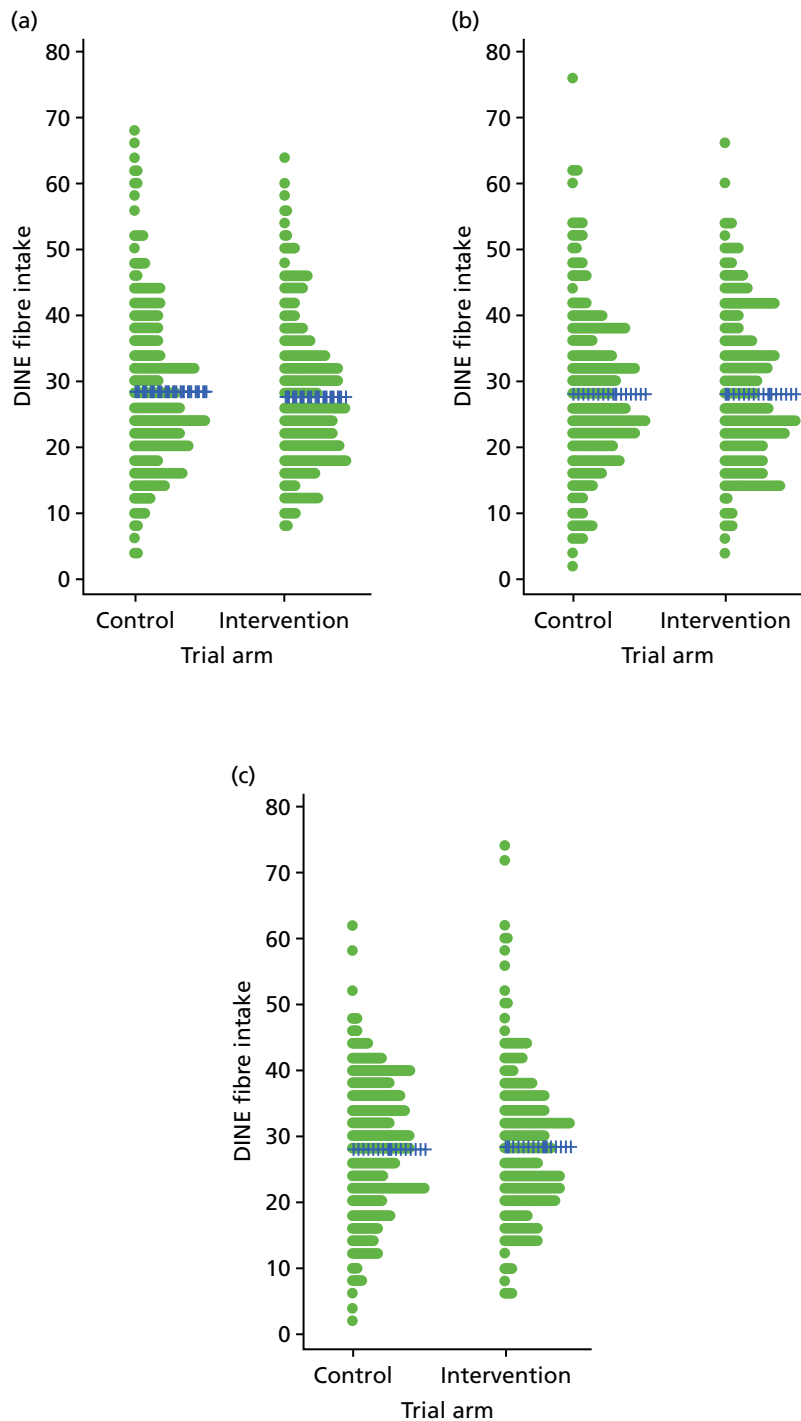 (a)
80
70
60
50
40
30
20
10
0
DINE fibre intake
Control Intervention
Trial arm
(b)
80
70
60
50
40
30
20
10
0
DINE fibre intake
Control Intervention
Trial arm
(c)
80
70
60
50
40
30
20
10
0
DINE fibre intake
Control Intervention
Trial arm